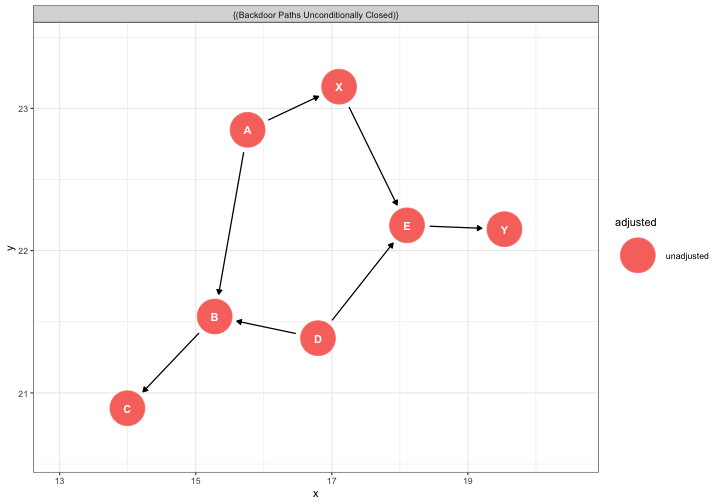 {(Backdoor Paths Unconditionally Closed)}
X
A
23
E
Y
22
B
D
21
C
13
15
17
19
x
y
adjusted
unadjusted